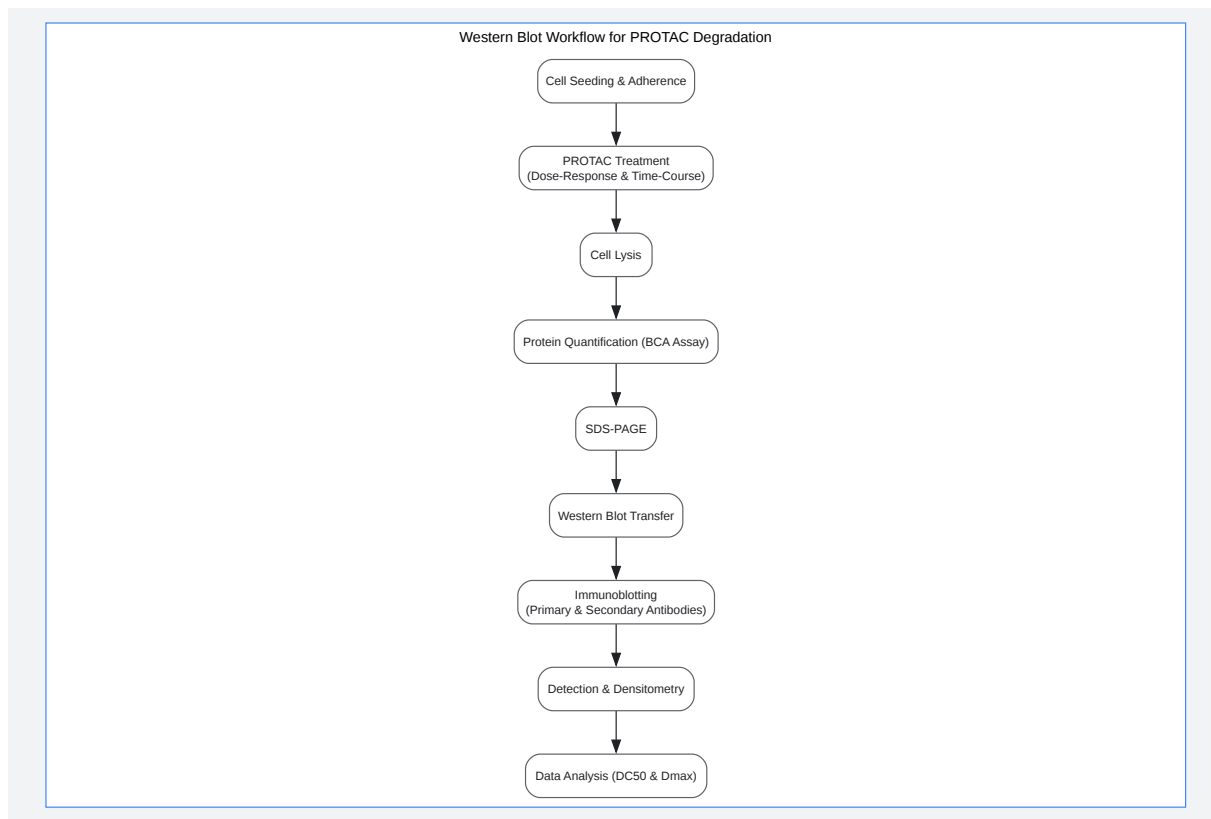 Western Blot Workflow for PROTAC Degradation
Cell Seeding & Adherence
PROTAC Treatment
(Dose-Response & Time-Course)
Cell Lysis
Protein Quantification (BCA Assay)
SDS-PAGE
Western Blot Transfer
Immunoblotting
(Primary & Secondary Antibodies)
Detection & Densitometry
Data Analysis (DC50 & Dmax)